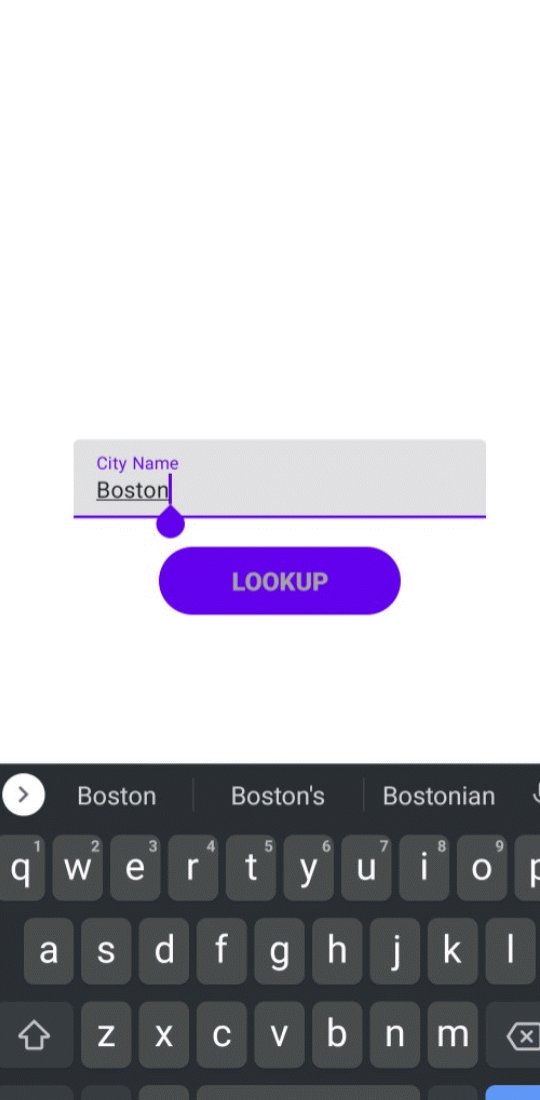 City Name
Boston
LOOKUP
Boston Boston's Bostonian
1 2 3 4 5 6 7 8 9
q w e r t y u i o p
a s d f g h j k l
z x c v b n m